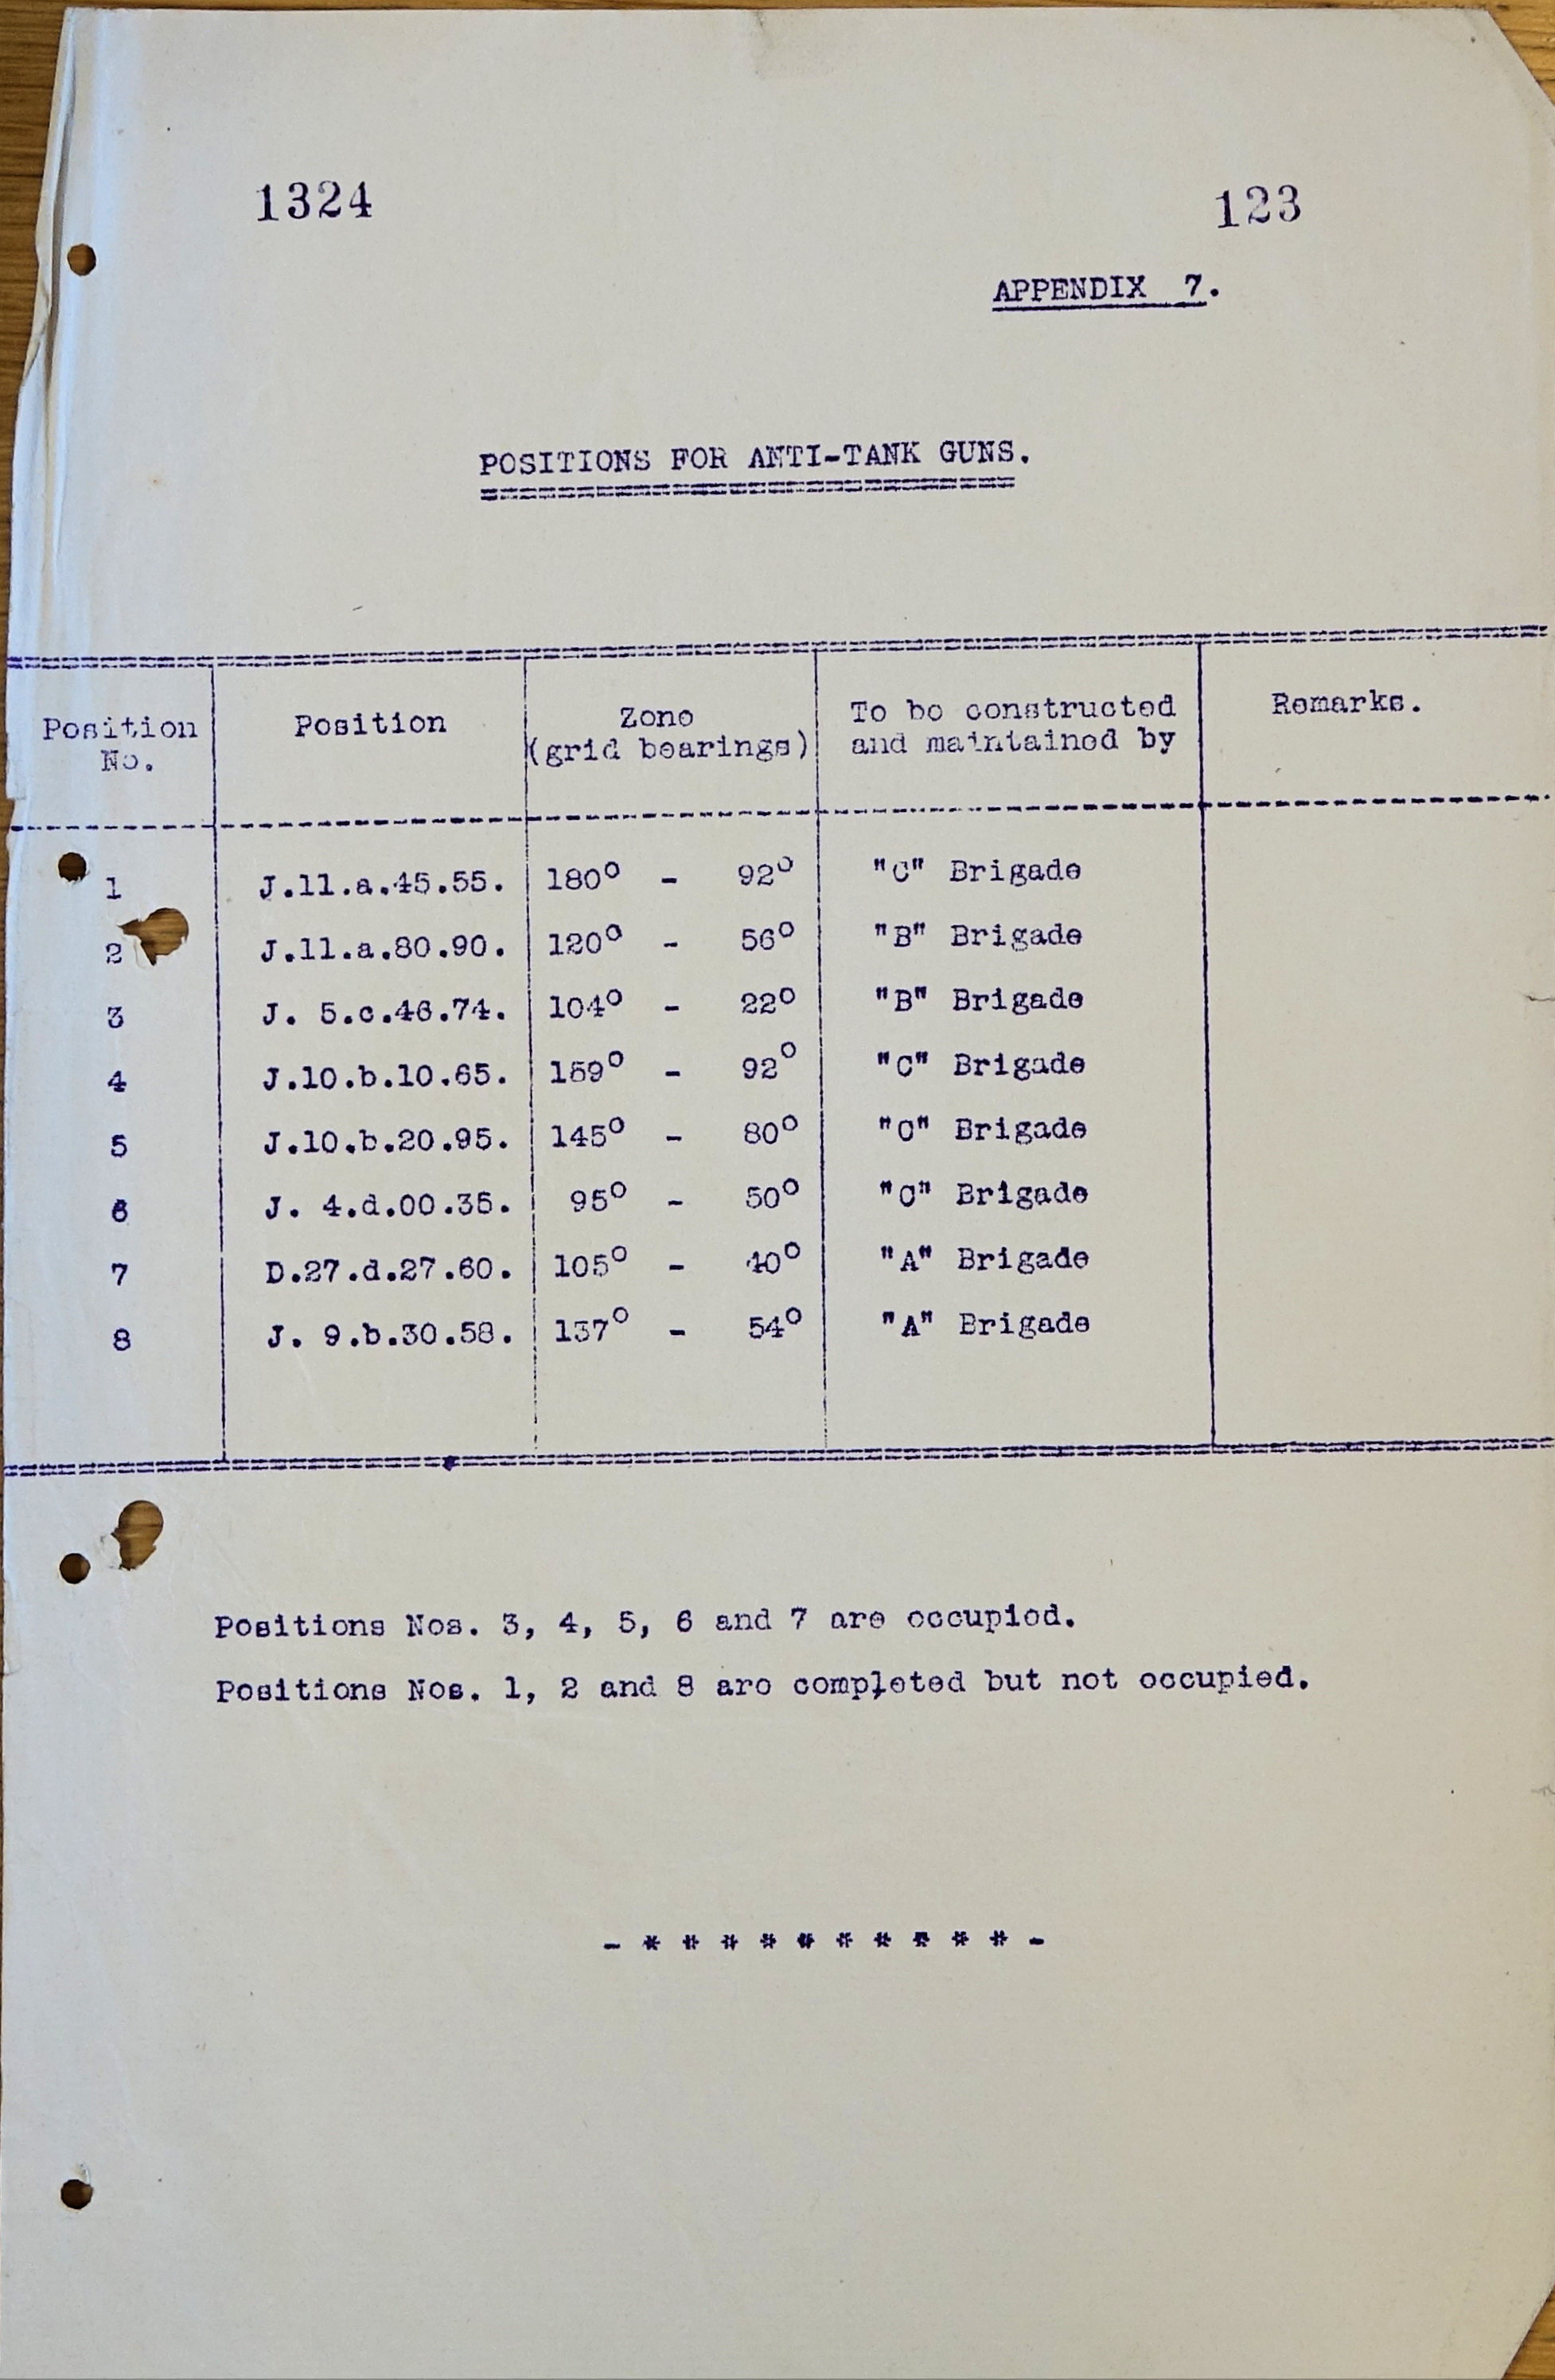 1324 123
APPENDIX 7.
POSITIONS FOR ANTI-TANK GUNS.
Position No. Position Zone (grid bearings) To be constructed and maintained by Remarks.
1 J.11.a.45.55. 180° - 92° "C" Brigade
2 J.11.a.80.90. 120° - 56° "B" Brigade
3 J. 5.c.46.74. 104° - 22° "B" Brigade
4 J.10.b.10.65. 159° - 92° "C" Brigade
5 J.10.b.20.95. 145° - 80° "C" Brigade
6 J. 4.d.00.35. 95° - 50° "C" Brigade
7 D.27.d.27.60. 105° - 40° "A" Brigade
8 J. 9.b.30.58. 137° - 54° "A" Brigade
Positions Nos. 3, 4, 5, 6 and 7 are occupied.
Positions Nos. 1, 2 and 8 are completed but not occupied.
- * * * * * * * * * * -